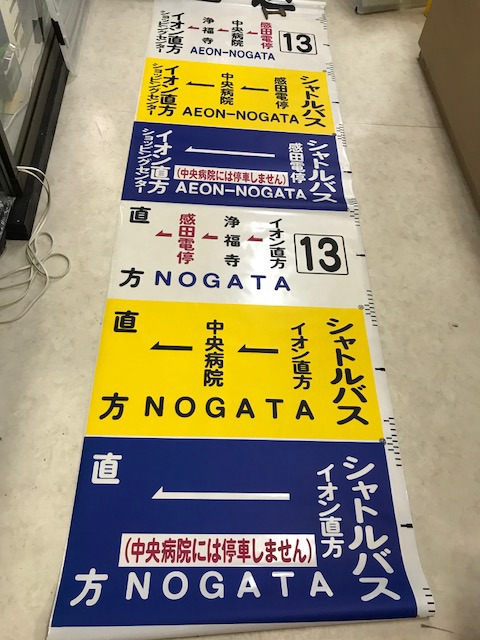 13
感田電停
中央病院
浄福寺
イオン直方
ショッピングセンター
AEON-NOGATA
シャトルバス
感田電停
中央病院
イオン直方
ショッピングセンター
AEON-NOGATA
シャトルバス
感田電停
(中央病院には停車しません)
イオン直方
ショッピングセンター
AEON-NOGATA
13
イオン直方
浄福寺
感田電停
直方
NOGATA
シャトルバス
イオン直方
中央病院
直方
NOGATA
シャトルバス
イオン直方
(中央病院には停車しません)
直方
NOGATA